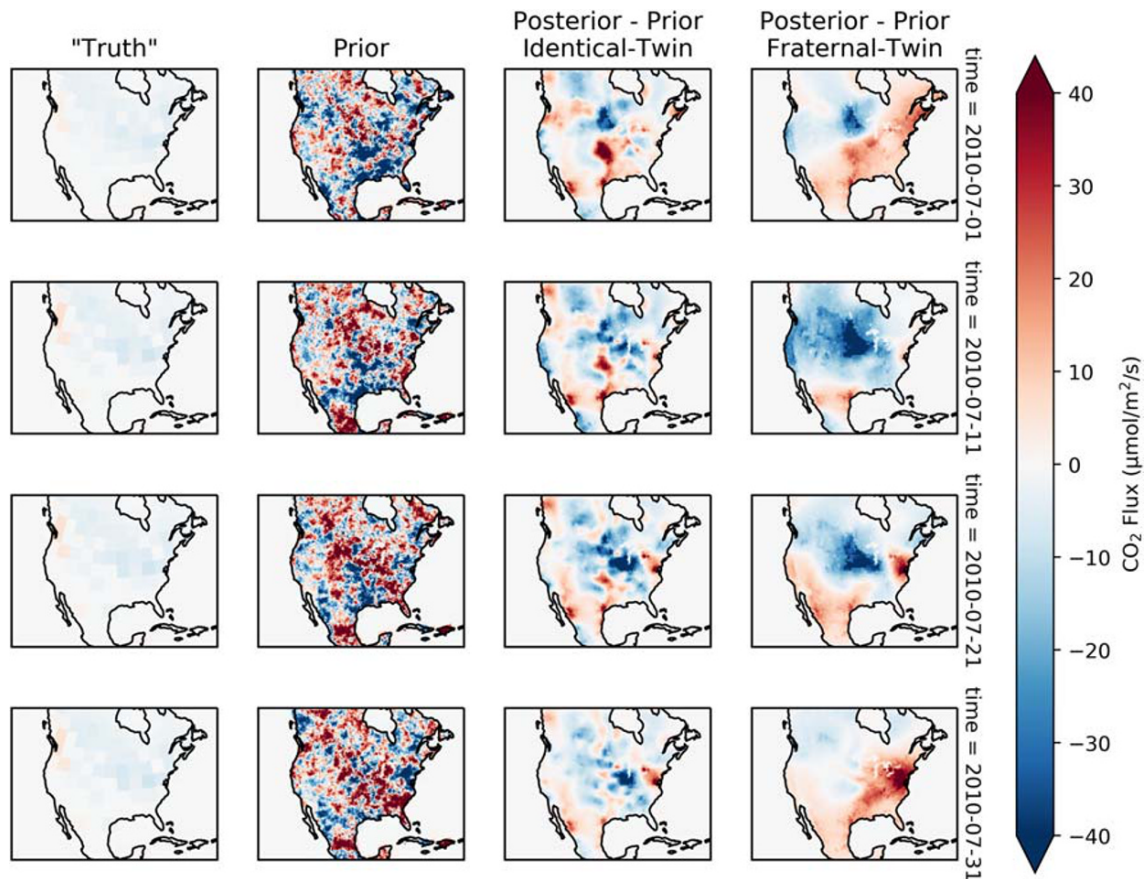 "Truth"
Prior
Posterior - Prior
Identical-Twin
Posterior - Prior
Fraternal-Twin
time = 2010-07-01
time = 2010-07-11
time = 2010-07-21
time = 2010-07-31
40
30
20
10
0
−10
−20
−30
−40
CO₂ Flux (μmol/m²/s)